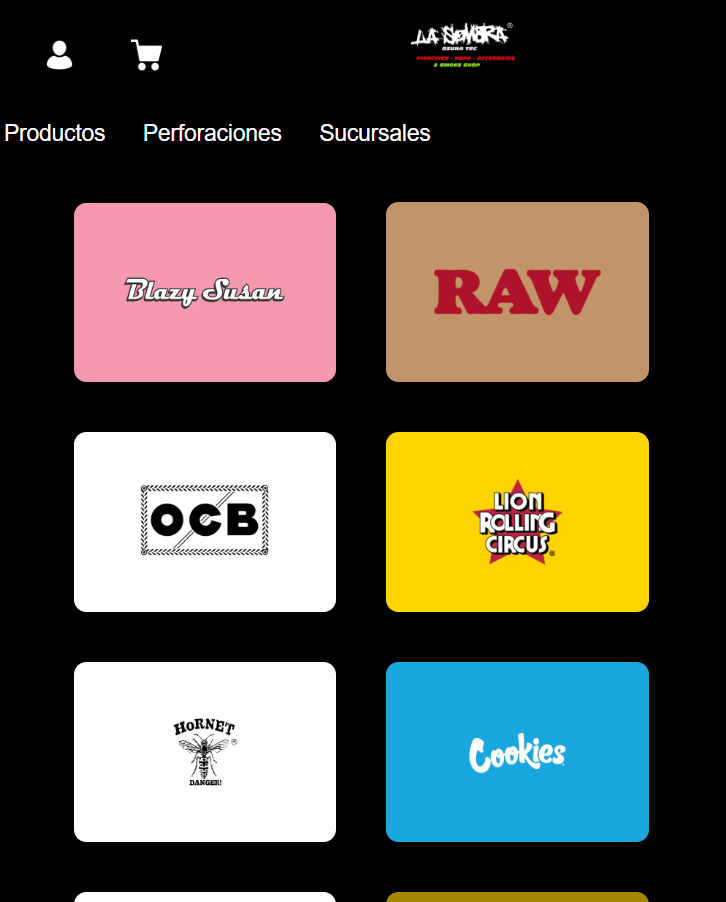 LA SOMBRA®
OZUNA TRC
PIERCINGS - ROPA - ACCESORIOS
& SMOKE SHOP
Productos Perforaciones Sucursales
Blazy Susan
RAW
OCB
LION
ROLLING
CIRCUS®
HORNET
®
DANGER!
Cookies